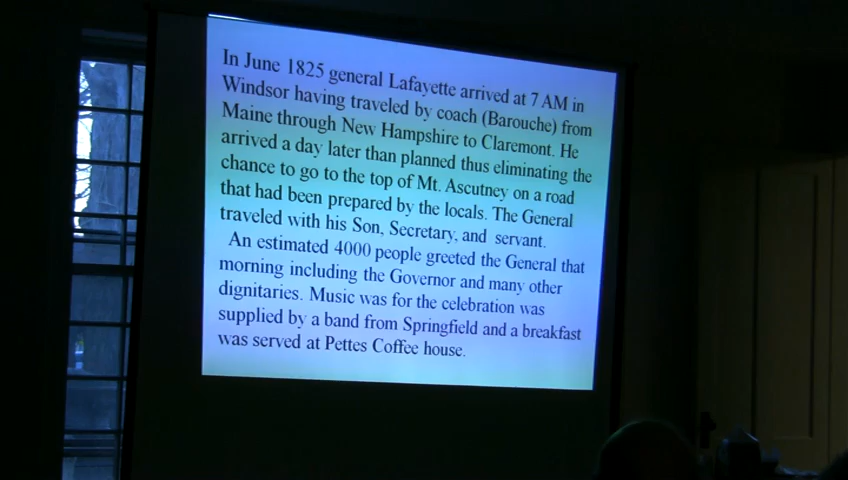 In June 1825 general Lafayette arrived at 7 AM in
Windsor having traveled by coach (Barouche) from
Maine through New Hampshire to Claremont. He
arrived a day later than planned thus eliminating the
chance to go to the top of Mt. Ascutney on a road
that had been prepared by the locals. The General
traveled with his Son, Secretary, and servant.
An estimated 4000 people greeted the General that
morning including the Governor and many other
dignitaries. Music was for the celebration was
supplied by a band from Springfield and a breakfast
was served at Pettes Coffee house.